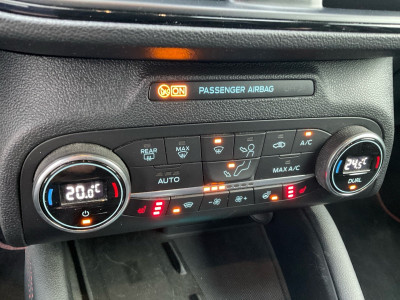 ON PASSENGER AIRBAG
REAR MAX A/C
20.0°C AUTO MAX A/C 24.5°C
DUAL